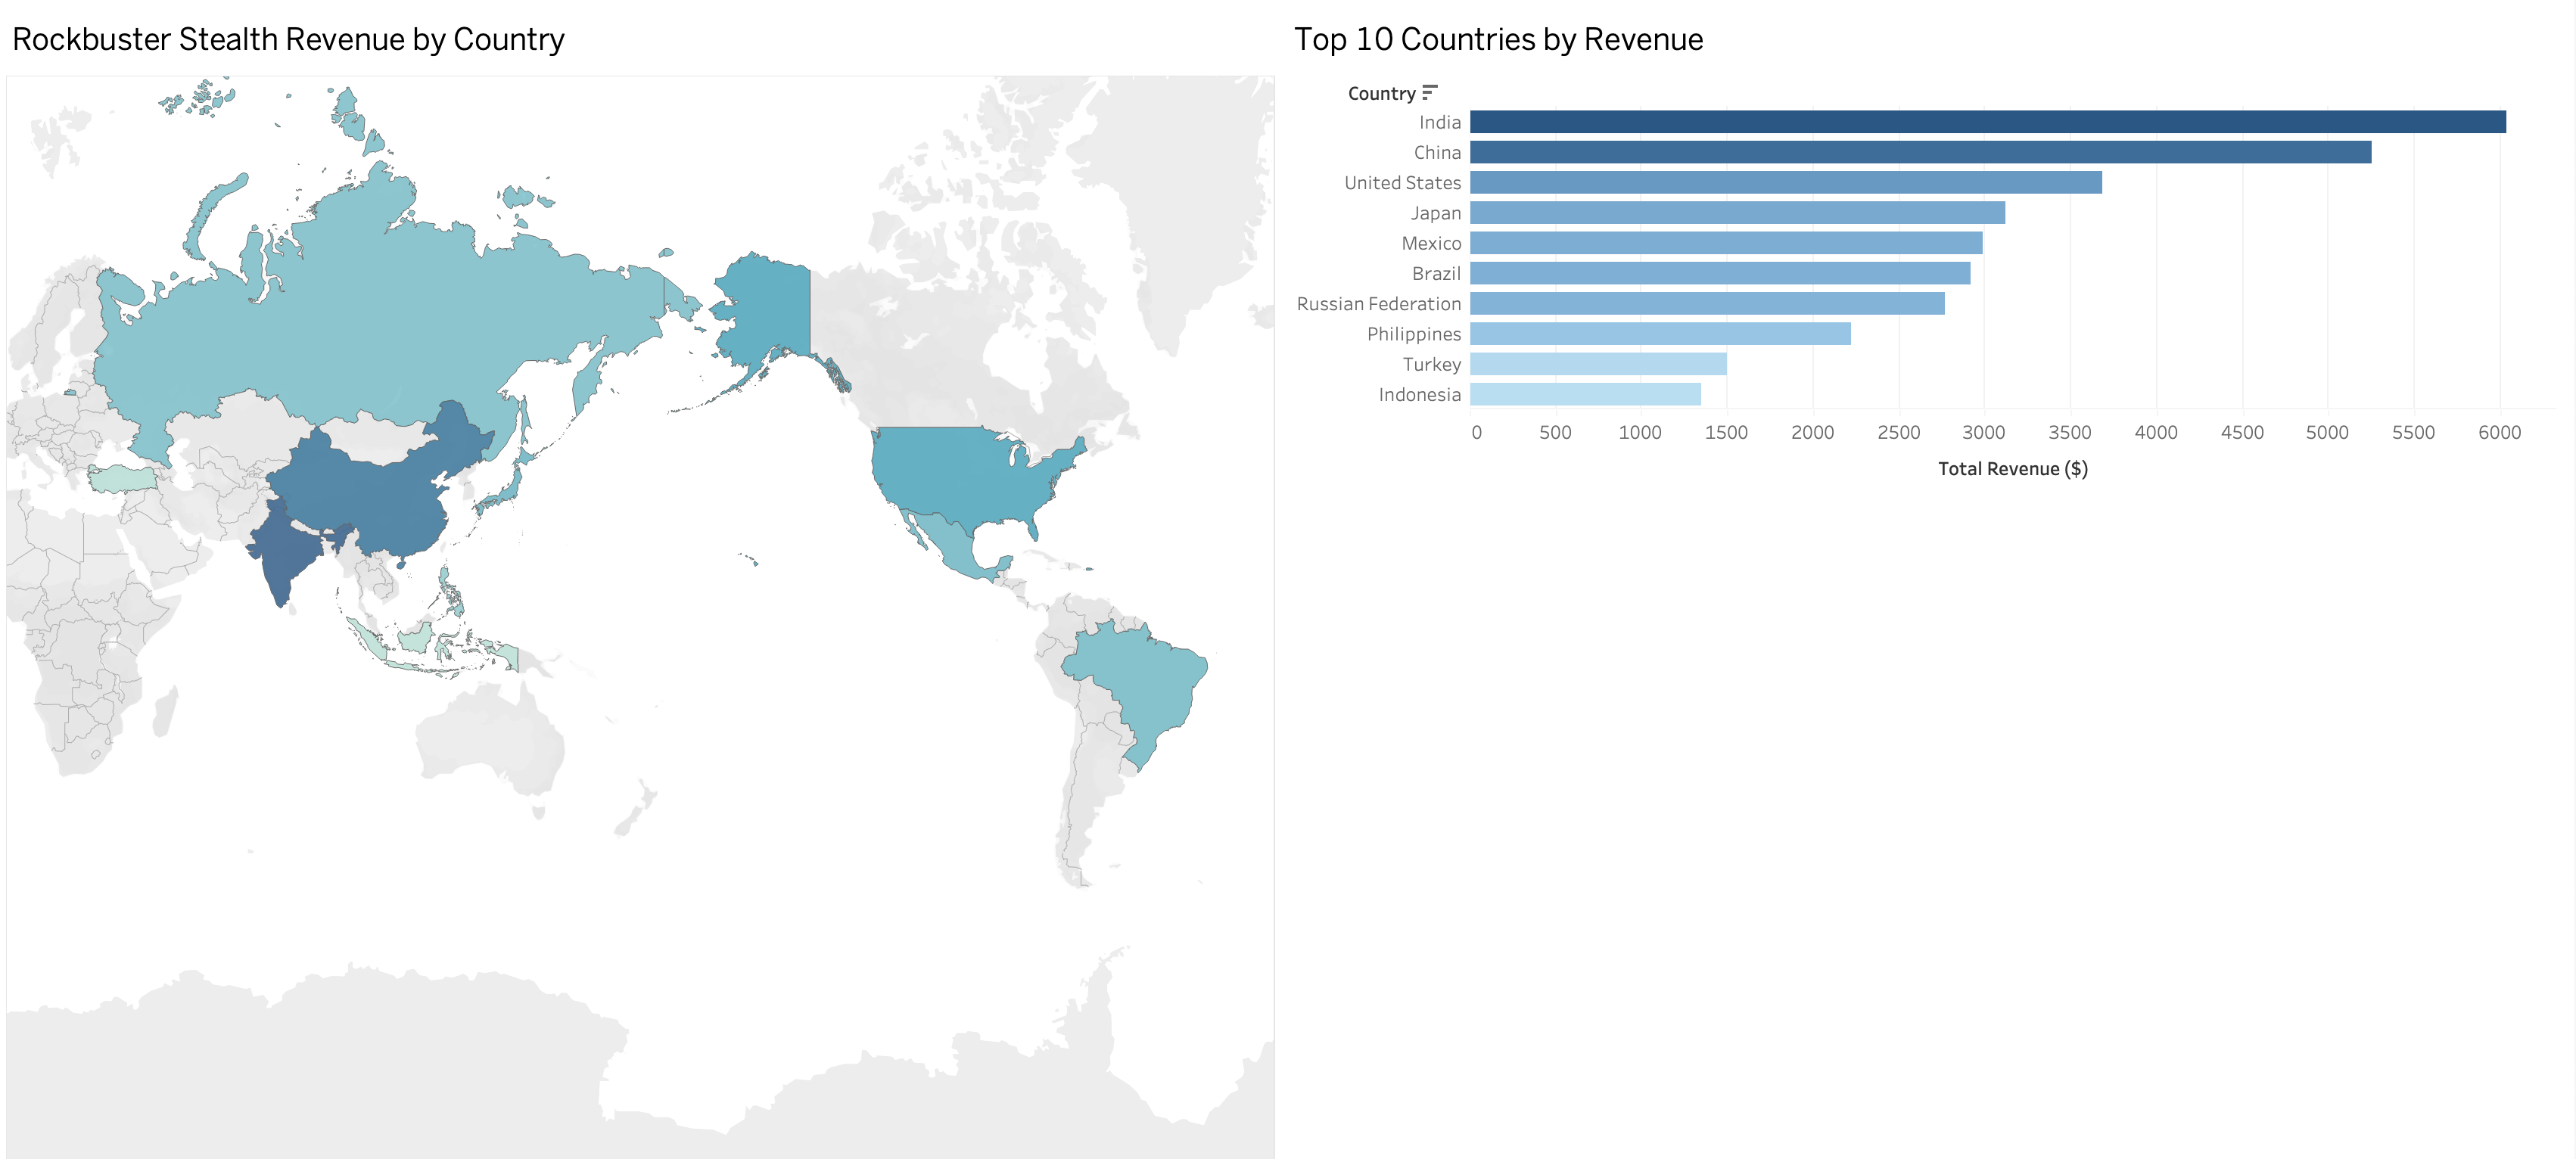 Rockbuster Stealth Revenue by Country
Top 10 Countries by Revenue
Country
India
China
United States
Japan
Mexico
Brazil
Russian Federation
Philippines
Turkey
Indonesia
0 500 1000 1500 2000 2500 3000 3500 4000 4500 5000 5500 6000
Total Revenue ($)